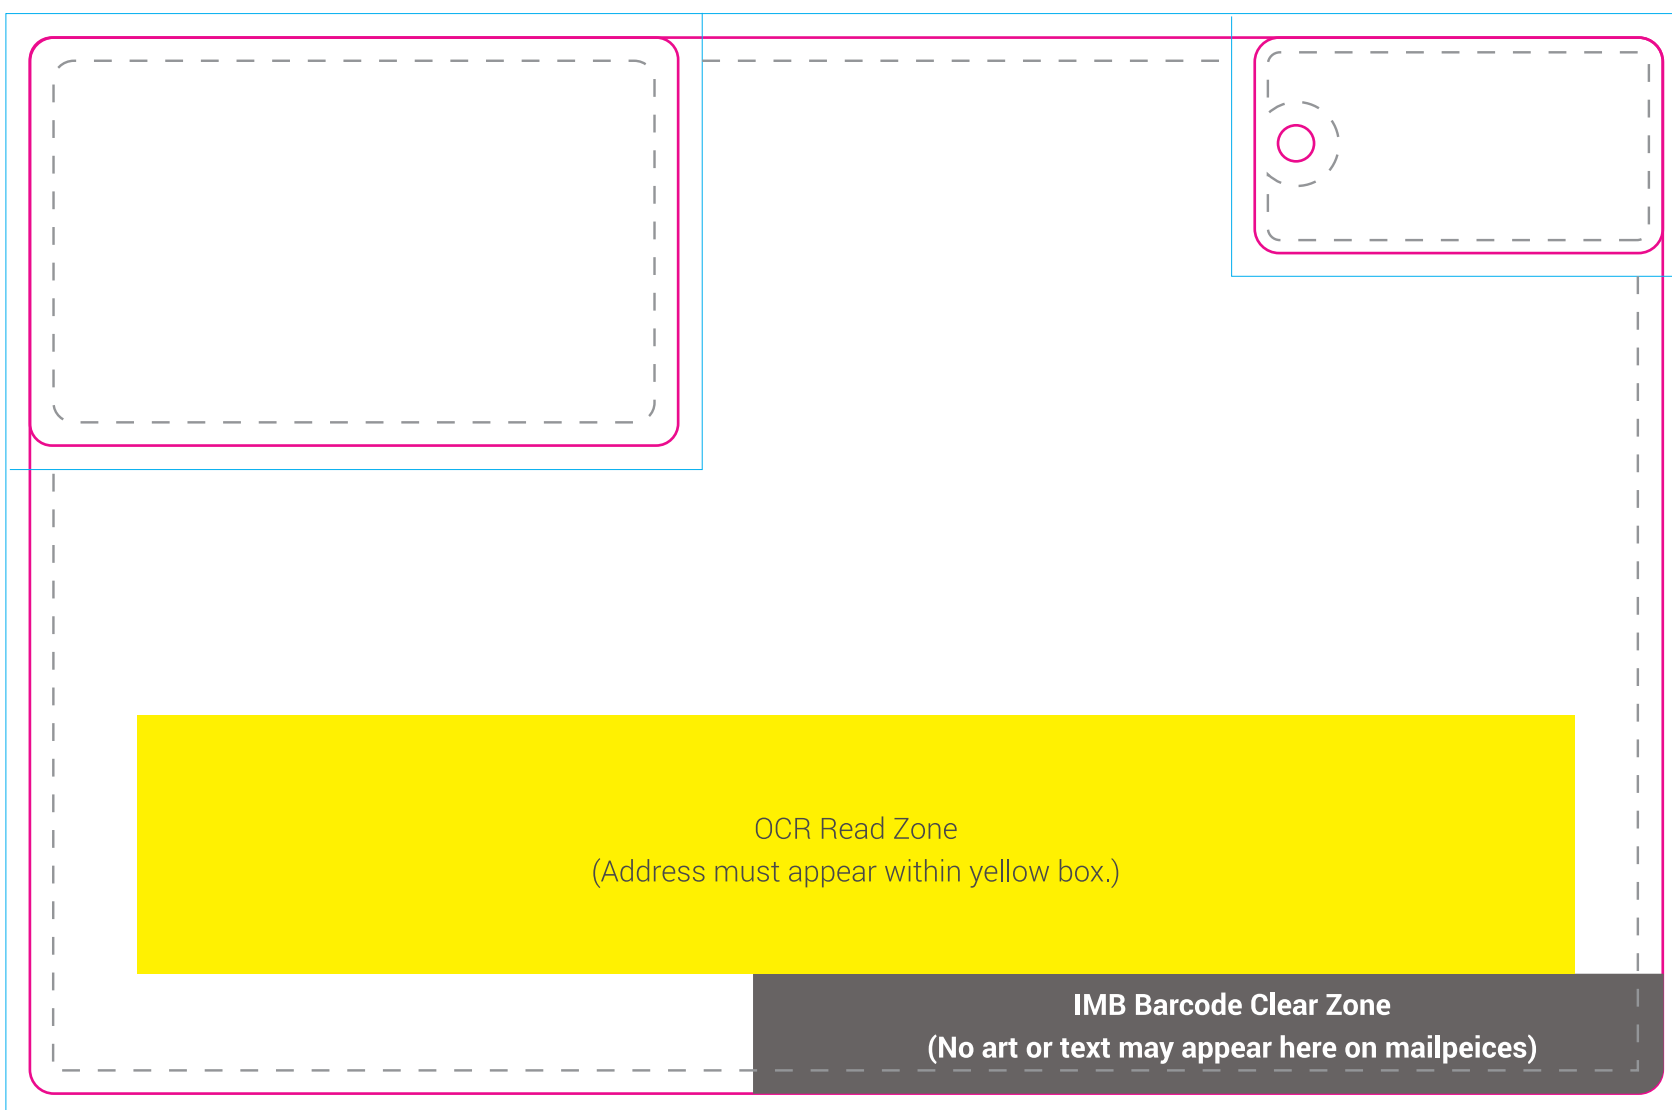 OCR Read Zone
(Address must appear within yellow box.)
IMB Barcode Clear Zone
(No art or text may appear here on mailpeices)